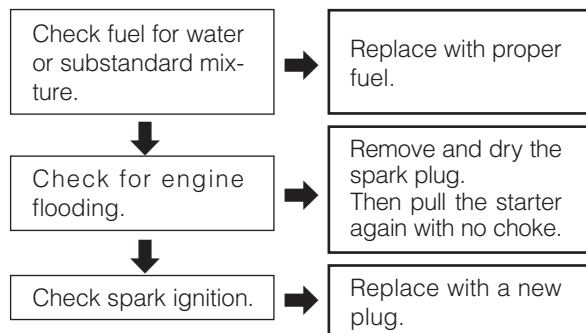 Check fuel for water
or substandard mix-
ture.
Replace with proper
fuel.
Check for engine
flooding.
Remove and dry the
spark plug.
Then pull the starter
again with no choke.
Check spark ignition.
Replace with a new
plug.